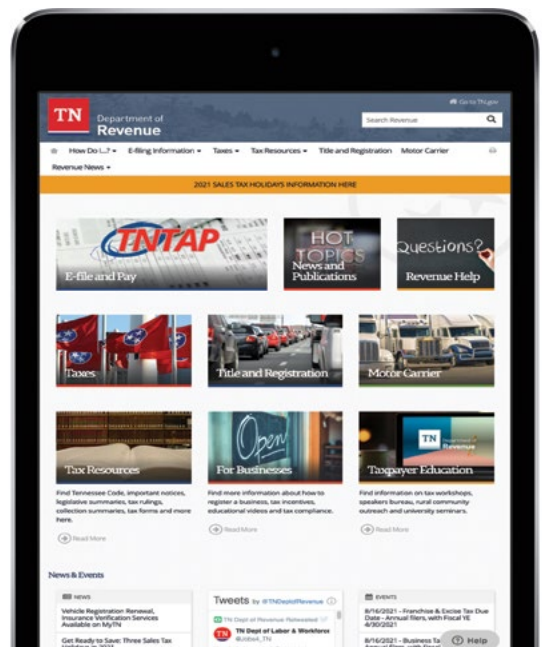 Go to TN.gov
TN
Department of
Revenue
Search Revenue
How Do I...? E-filing Information Taxes Tax Resources Title and Registration Motor Carrier
Revenue News
2021 SALES TAX HOLIDAYS INFORMATION HERE
TNTAP
E-file and Pay
HOT
TOPICS
News and
Publications
Questions?
Revenue Help
Taxes
Title and Registration
Motor Carrier
Tax Resources
Open
For Businesses
TN Department of
Revenue
Taxpayer Education
Find Tennessee Code, important notices,
legislative summaries, tax rulings,
collection summaries, tax forms and more
here.
Read More
Find more information about how to
register a business, tax incentives,
educational videos and tax compliance.
Read More
Find information on tax workshops,
speakers bureau, rural community
outreach and university seminars.
Read More
News & Events
NEWS
Vehicle Registration Renewal,
Insurance Verification Services
Available on MyTN
Get Ready to Save: Three Sales Tax
Holidays in 2021
Tweets by @TNDeptofRevenue
TN Dept of Revenue Retweeted
TN Dept of Labor & Workforce
@Jobs4_TN
EVENTS
8/16/2021 - Franchise & Excise Tax Due
Date - Annual filers, with Fiscal YE
4/30/2021
8/16/2021 - Business Ta
Help